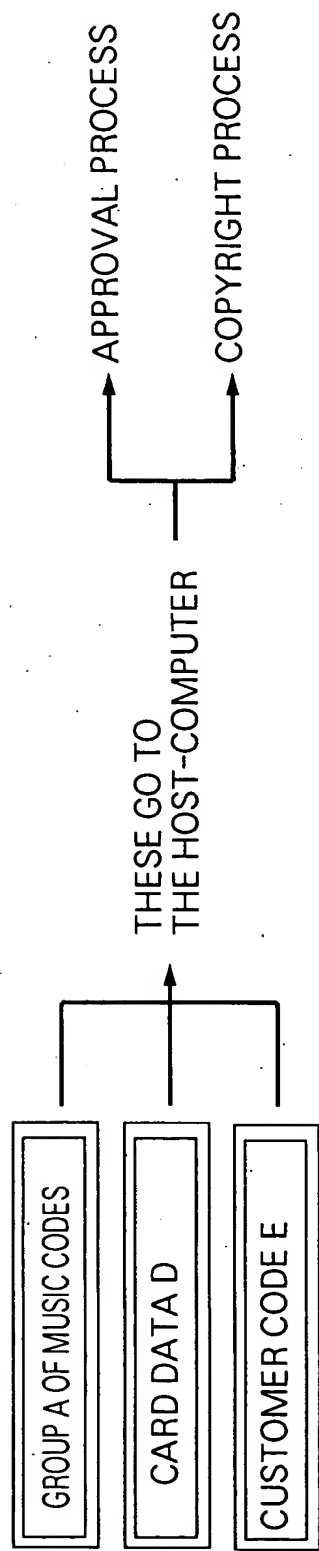 GROUP A OF MUSIC CODES
CARD DATA D
CUSTOMER CODE E
THESE GO TO
THE HOST-COMPUTER
APPROVAL PROCESS
COPYRIGHT PROCESS